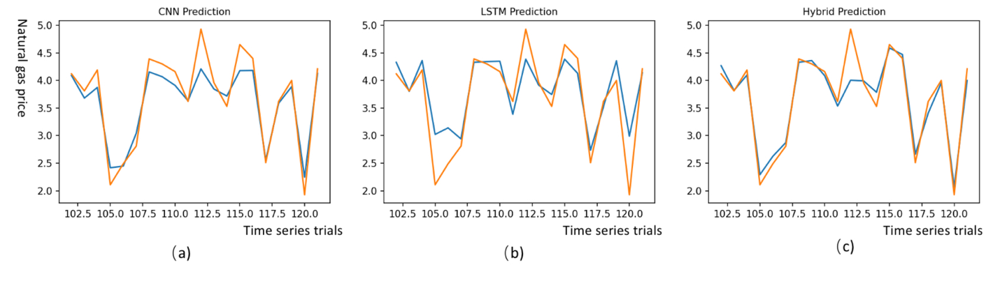 CNN Prediction
Natural gas price
5.0
4.5
4.0
3.5
3.0
2.5
2.0
102.5 105.0 107.5 110.0 112.5 115.0 117.5 120.0
Time series trials
(a)
LSTM Prediction
5.0
4.5
4.0
3.5
3.0
2.5
2.0
102.5 105.0 107.5 110.0 112.5 115.0 117.5 120.0
Time series trials
(b)
Hybrid Prediction
5.0
4.5
4.0
3.5
3.0
2.5
2.0
102.5 105.0 107.5 110.0 112.5 115.0 117.5 120.0
Time series trials
(c)